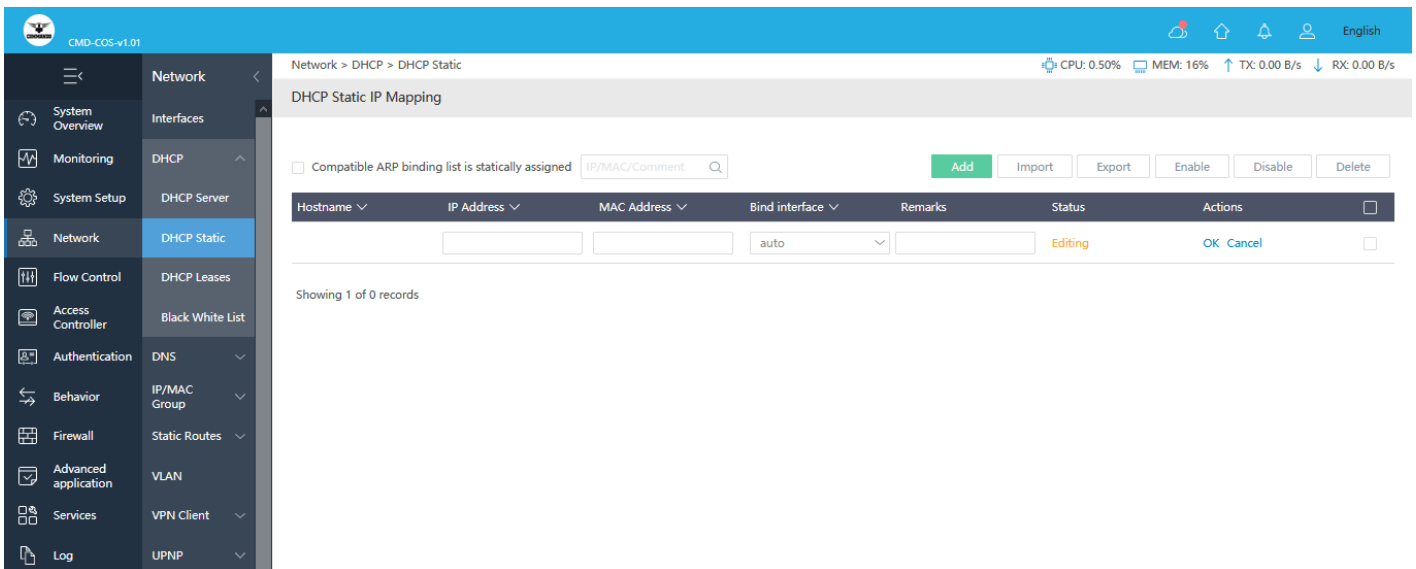 COMMANDO
CMD-COS-v1.01
English
Network
Network > DHCP > DHCP Static
CPU: 0.50% MEM: 16% TX: 0.00 B/s RX: 0.00 B/s
DHCP Static IP Mapping
System Overview
Monitoring
System Setup
Network
Flow Control
Access Controller
Authentication
Behavior
Firewall
Advanced application
Services
Log
Interfaces
DHCP
DHCP Server
DHCP Static
DHCP Leases
Black White List
DNS
IP/MAC Group
Static Routes
VLAN
VPN Client
UPNP
Compatible ARP binding list is statically assigned IP/MAC/Comment Add Import Export Enable Disable Delete
Hostname IP Address MAC Address Bind interface Remarks Status Actions
auto Editing OK Cancel
Showing 1 of 0 records